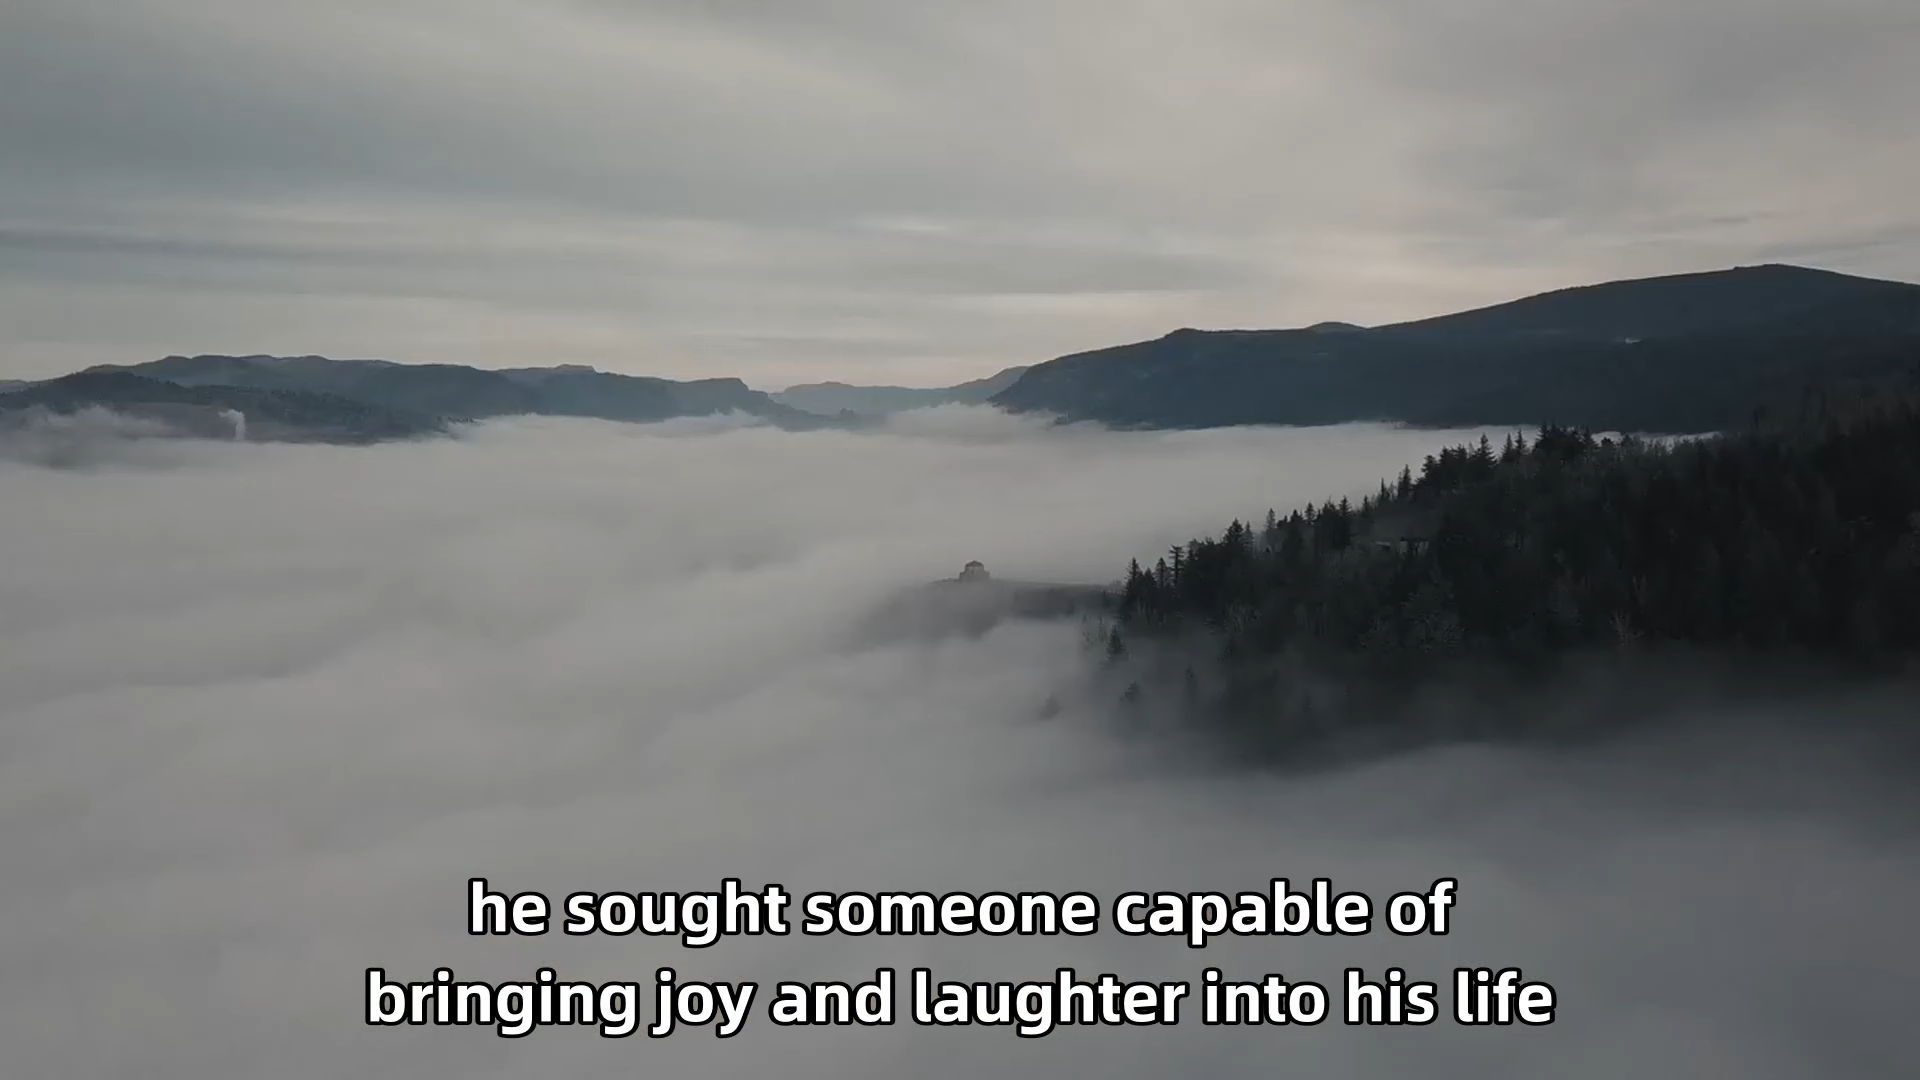 he sought someone capable of
bringing joy and laughter into his life